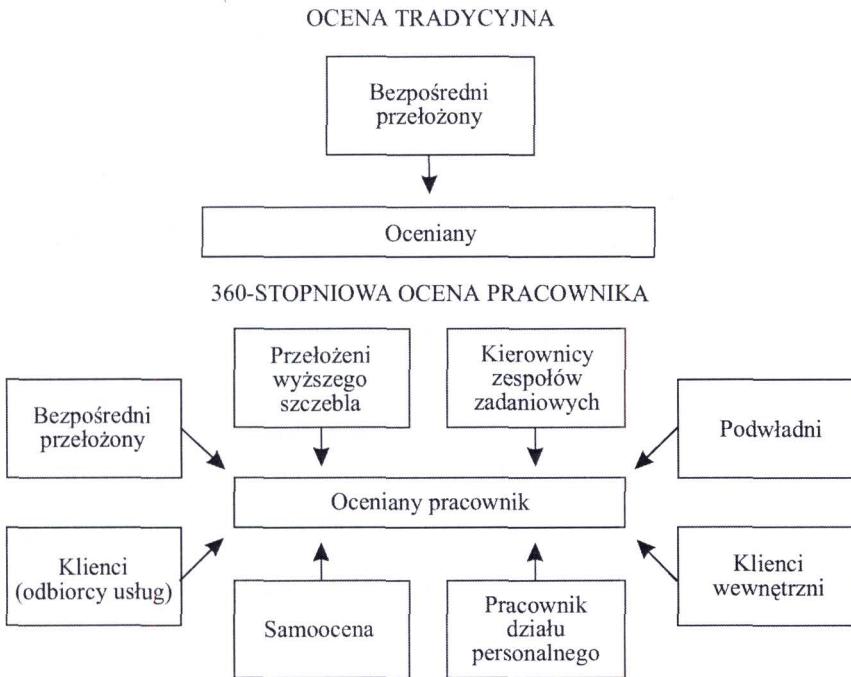 OCENA TRADYCYJNA
Bezpośredni
przełożony
Oceniany
360-STOPNIOWA OCENA PRACOWNIKA
Bezpośredni
przełożony
Przełożeni
wyższego
szczebla
Kierownicy
zespołów
zadaniowych
Podwładni
Oceniany pracownik
Klienci
(odbiorcy usług)
Samoocena
Pracownik
działu
personalnego
Klienci
wewnętrzni